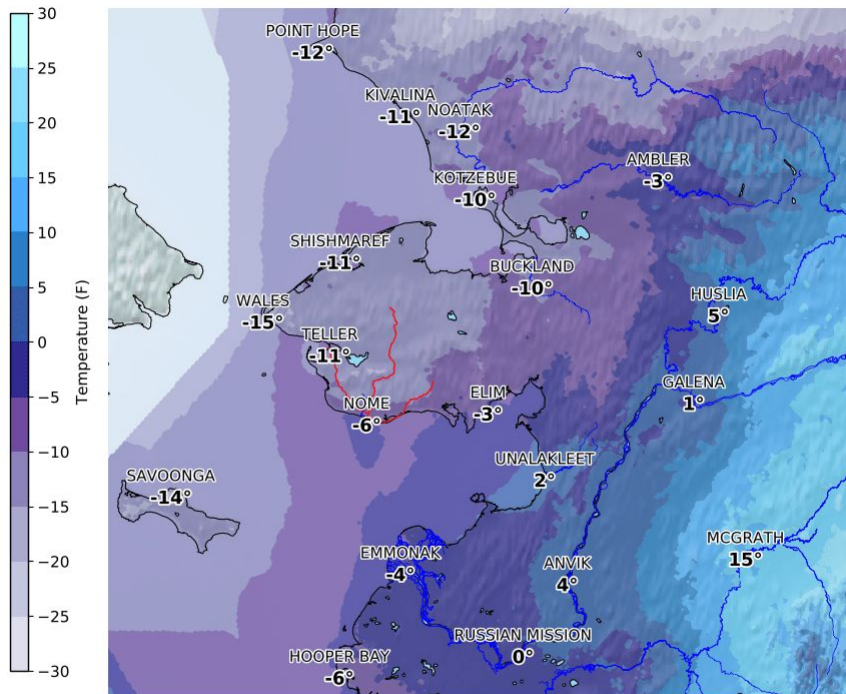 30
25
20
15
10
5
0
−5
−10
−15
−20
−25
−30
Temperature (F)
POINT HOPE
-12°
KIVALINA
-11°
NOATAK
-12°
AMBLER
-3°
KOTZEBUE
-10°
SHISHMAREF
-11°
BUCKLAND
-10°
HUSLIA
5°
WALES
-15°
TELLER
-11°
GALENA
1°
NOME
-6°
ELIM
-3°
UNALAKLEET
2°
SAVOONGA
-14°
MCGRATH
15°
EMMONAK
-4°
ANVIK
4°
RUSSIAN MISSION
0°
HOOPER BAY
-6°